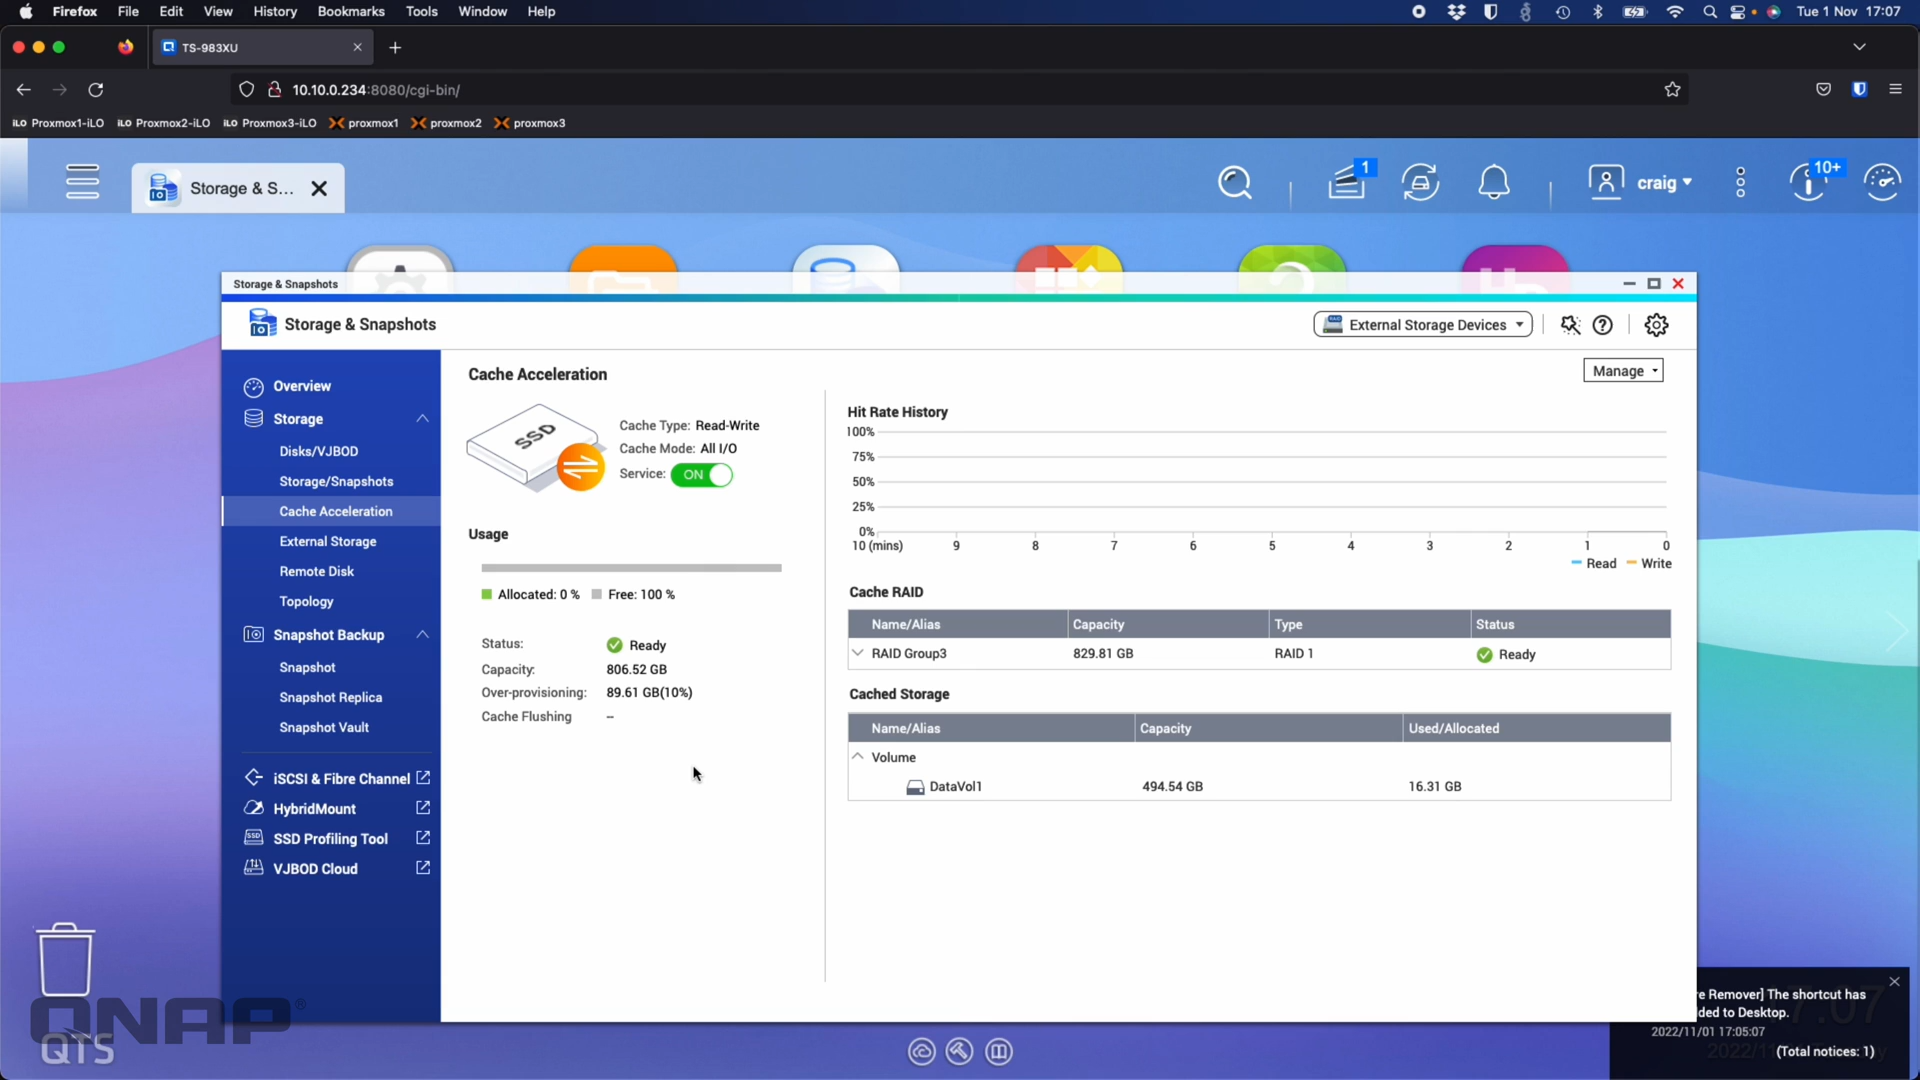 Firefox File Edit View History Bookmarks Tools Window Help Tue 1 Nov 17:07
TS-983XU
10.10.0.234:8080/cgi-bin/
iLO Proxmox1-iLO iLO Proxmox2-iLO iLO Proxmox3-iLO proxmox1 proxmox2 proxmox3
Storage & S... 1 craig 10+
Storage & Snapshots
Storage & Snapshots
External Storage Devices
Overview
Storage
Disks/VJBOD
Storage/Snapshots
Cache Acceleration
External Storage
Remote Disk
Topology
Snapshot Backup
Snapshot
Snapshot Replica
Snapshot Vault
iSCSI & Fibre Channel
HybridMount
SSD
SSD Profiling Tool
VJBOD Cloud
Cache Acceleration
Manage
SSD
Cache Type: Read-Write
Cache Mode: All I/O
Service: ON
Usage
Allocated: 0 % Free: 100 %
Status: Ready
Capacity: 806.52 GB
Over-provisioning: 89.61 GB(10%)
Cache Flushing --
Hit Rate History
100%
75%
50%
25%
0%
10 (mins) 9 8 7 6 5 4 3 2 1 0
Read Write
Cache RAID
Name/Alias Capacity Type Status
RAID Group3 829.81 GB RAID 1 Ready
Cached Storage
Name/Alias Capacity Used/Allocated
Volume
DataVol1 494.54 GB 16.31 GB
QNAP®
QTS
re Remover] The shortcut has
ded to Desktop.
2022/11/01 17:05:07
(Total notices: 1)
17:07